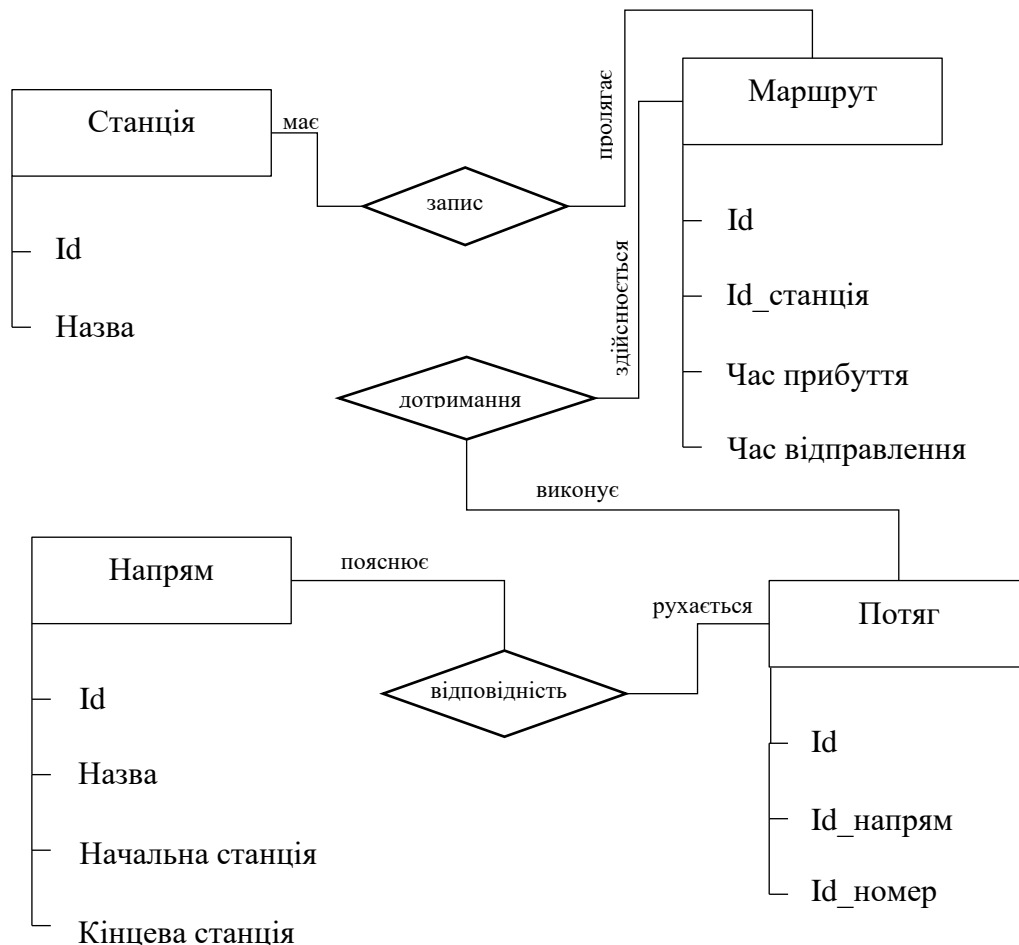 Станція
має
запис
пролягає
Маршрут
Id
Назва
здійснюється
Id
Id_станція
Час прибуття
Час відправлення
дотримання
виконує
Напрям
пояснює
відповідність
рухається
Потяг
Id
Назва
Начальна станція
Кінцева станція
Id
Id_напрям
Id_номер